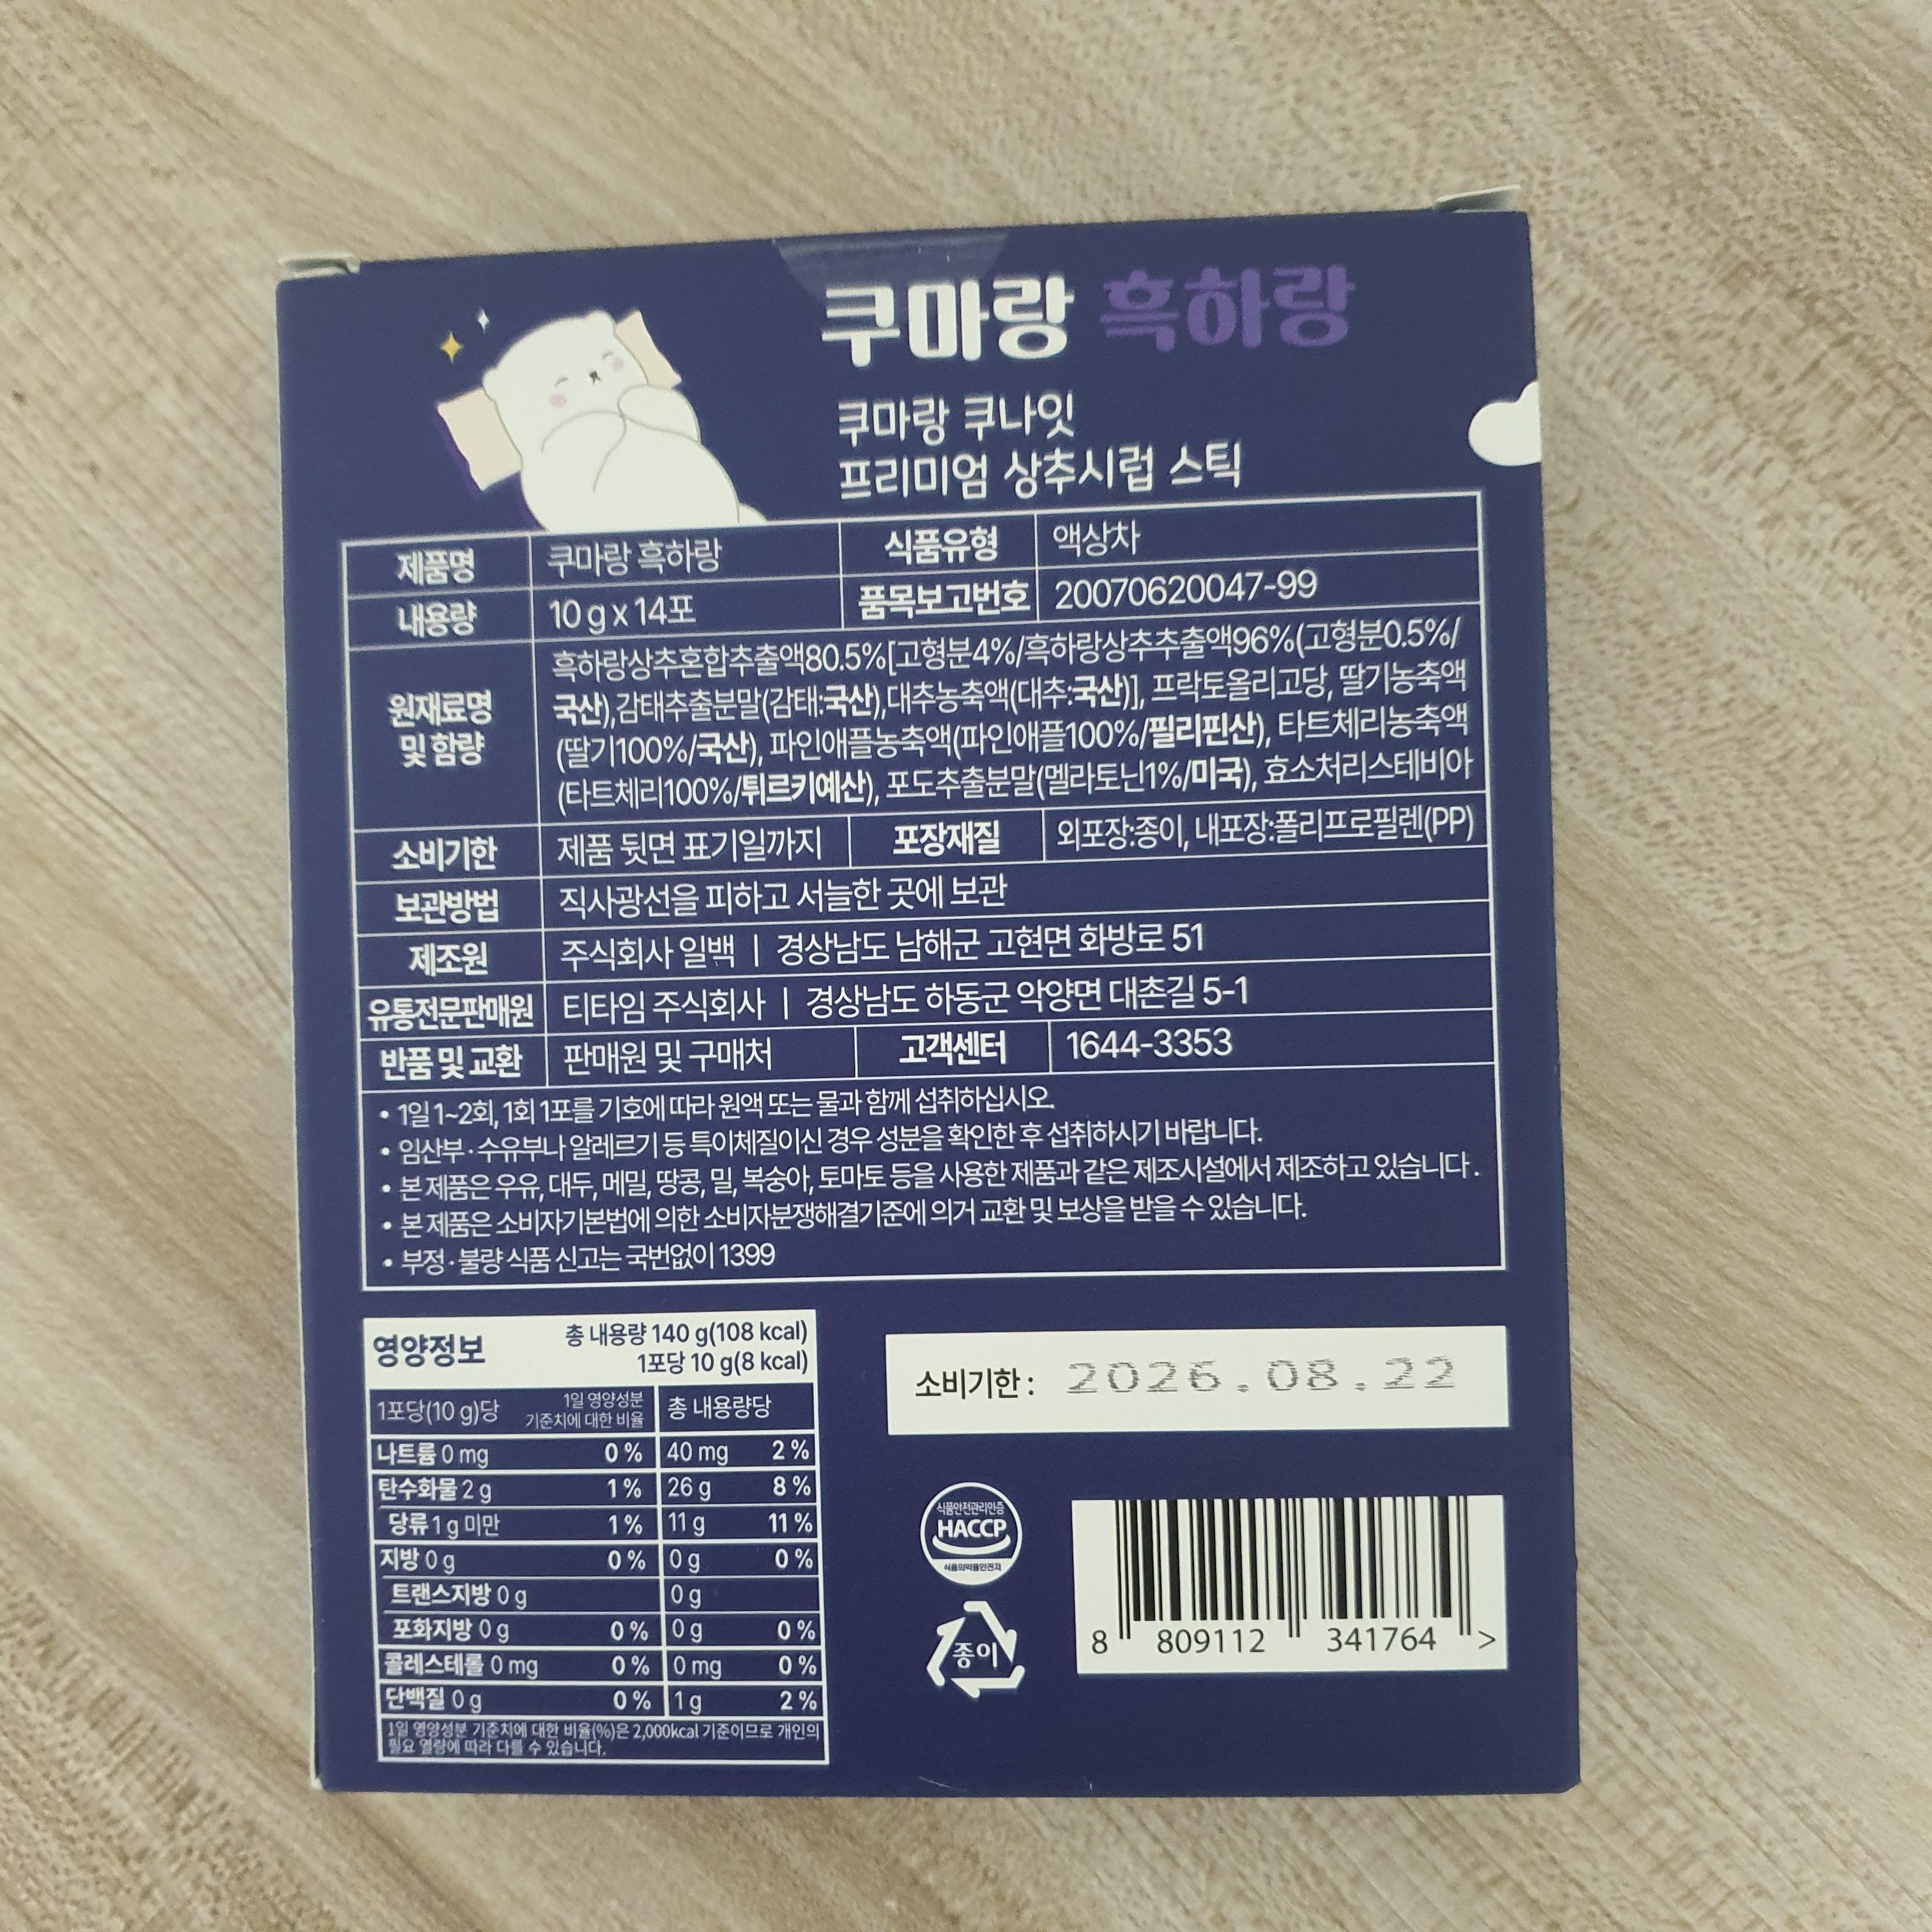 쿠마랑 흑하랑
쿠마랑 쿠나잇
프리미엄 상추시럽 스틱
제품명 쿠마랑 흑하랑 식품유형 액상차
내용량 10 g x 14포 품목보고번호 20070620047-99
원재료명 및 함량
흑하랑상추혼합추출액80.5%[고형분4%/흑하랑상추추출액96%(고형분0.5%/
국산),감태추출분말(감태:국산),대추농축액(대추:국산)], 프락토올리고당, 딸기농축액
(딸기100%/국산), 파인애플농축액(파인애플100%/필리핀산), 타트체리농축액
(타트체리100%/튀르키예산), 포도추출분말(멜라토닌1%/미국), 효소처리스테비아
소비기한 제품 뒷면 표기일까지 포장재질 외포장:종이, 내포장:폴리프로필렌(PP)
보관방법 직사광선을 피하고 서늘한 곳에 보관
제조원 주식회사 일백 | 경상남도 남해군 고현면 화방로 51
유통전문판매원 티타임 주식회사 | 경상남도 하동군 악양면 대촌길 5-1
반품 및 교환 판매원 및 구매처 고객센터 1644-3353
• 1일 1~2회, 1회 1포를 기호에 따라 원액 또는 물과 함께 섭취하십시오.
• 임산부·수유부나 알레르기 등 특이체질이신 경우 성분을 확인한 후 섭취하시기 바랍니다.
• 본 제품은 우유, 대두, 메밀, 땅콩, 밀, 복숭아, 토마토 등을 사용한 제품과 같은 제조시설에서 제조하고 있습니다.
• 본 제품은 소비자기본법에 의한 소비자분쟁해결기준에 의거 교환 및 보상을 받을 수 있습니다.
• 부정·불량 식품 신고는 국번없이 1399
영양정보
총 내용량 140 g(108 kcal)
1포당 10 g(8 kcal)
1포당(10 g)당 1일 영양성분 기준치에 대한 비율 총 내용량당
나트륨 0 mg 0 % 40 mg 2 %
탄수화물 2 g 1 % 26 g 8 %
당류 1 g 미만 1 % 11 g 11 %
지방 0 g 0 % 0 g 0 %
트랜스지방 0 g 0 g
포화지방 0 g 0 % 0 g 0 %
콜레스테롤 0 mg 0 % 0 mg 0 %
단백질 0 g 0 % 1 g 2 %
1일 영양성분 기준치에 대한 비율(%)은 2,000kcal 기준이므로 개인의
필요 열량에 따라 다를 수 있습니다.
소비기한 : 2026.08.22
식품안전관리인증
HACCP
식품의약품안전처
종이
8 809112 341764 >